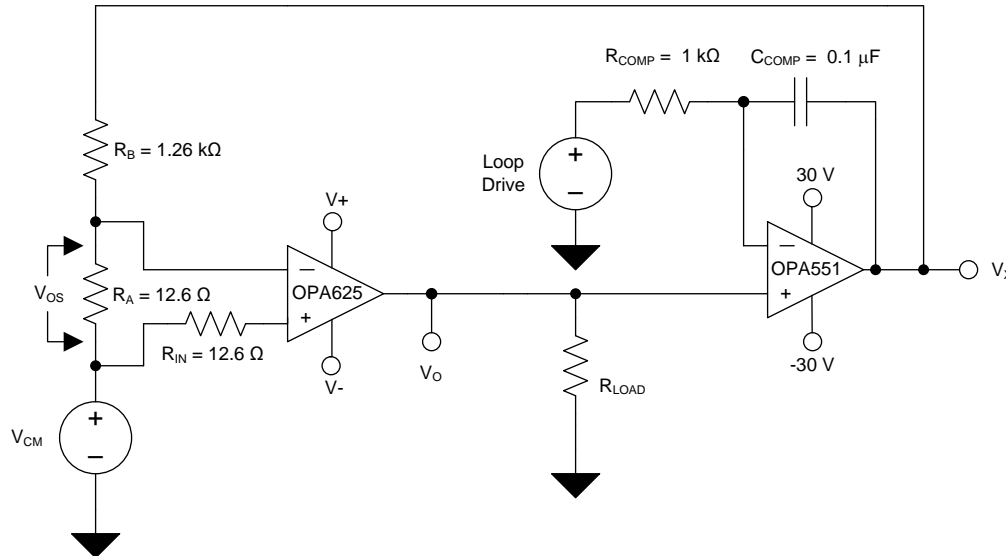 R_COMP = 1 kΩ
C_COMP = 0.1 µF
R_B = 1.26 kΩ
Loop
Drive
30 V
V+
OPA625
OPA551
V_OS
R_A = 12.6 Ω
R_IN = 12.6 Ω
V-
V_O
-30 V
R_LOAD
V_CM